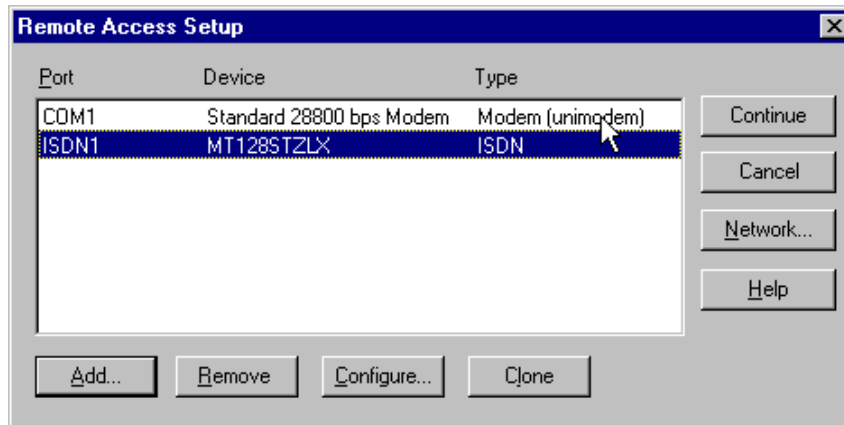 Remote Access Setup
Port Device Type
COM1 Standard 28800 bps Modem Modem (unimodem)
ISDN1 MT128STZLX ISDN
Continue
Cancel
Network...
Help
Add... Remove Configure... Clone